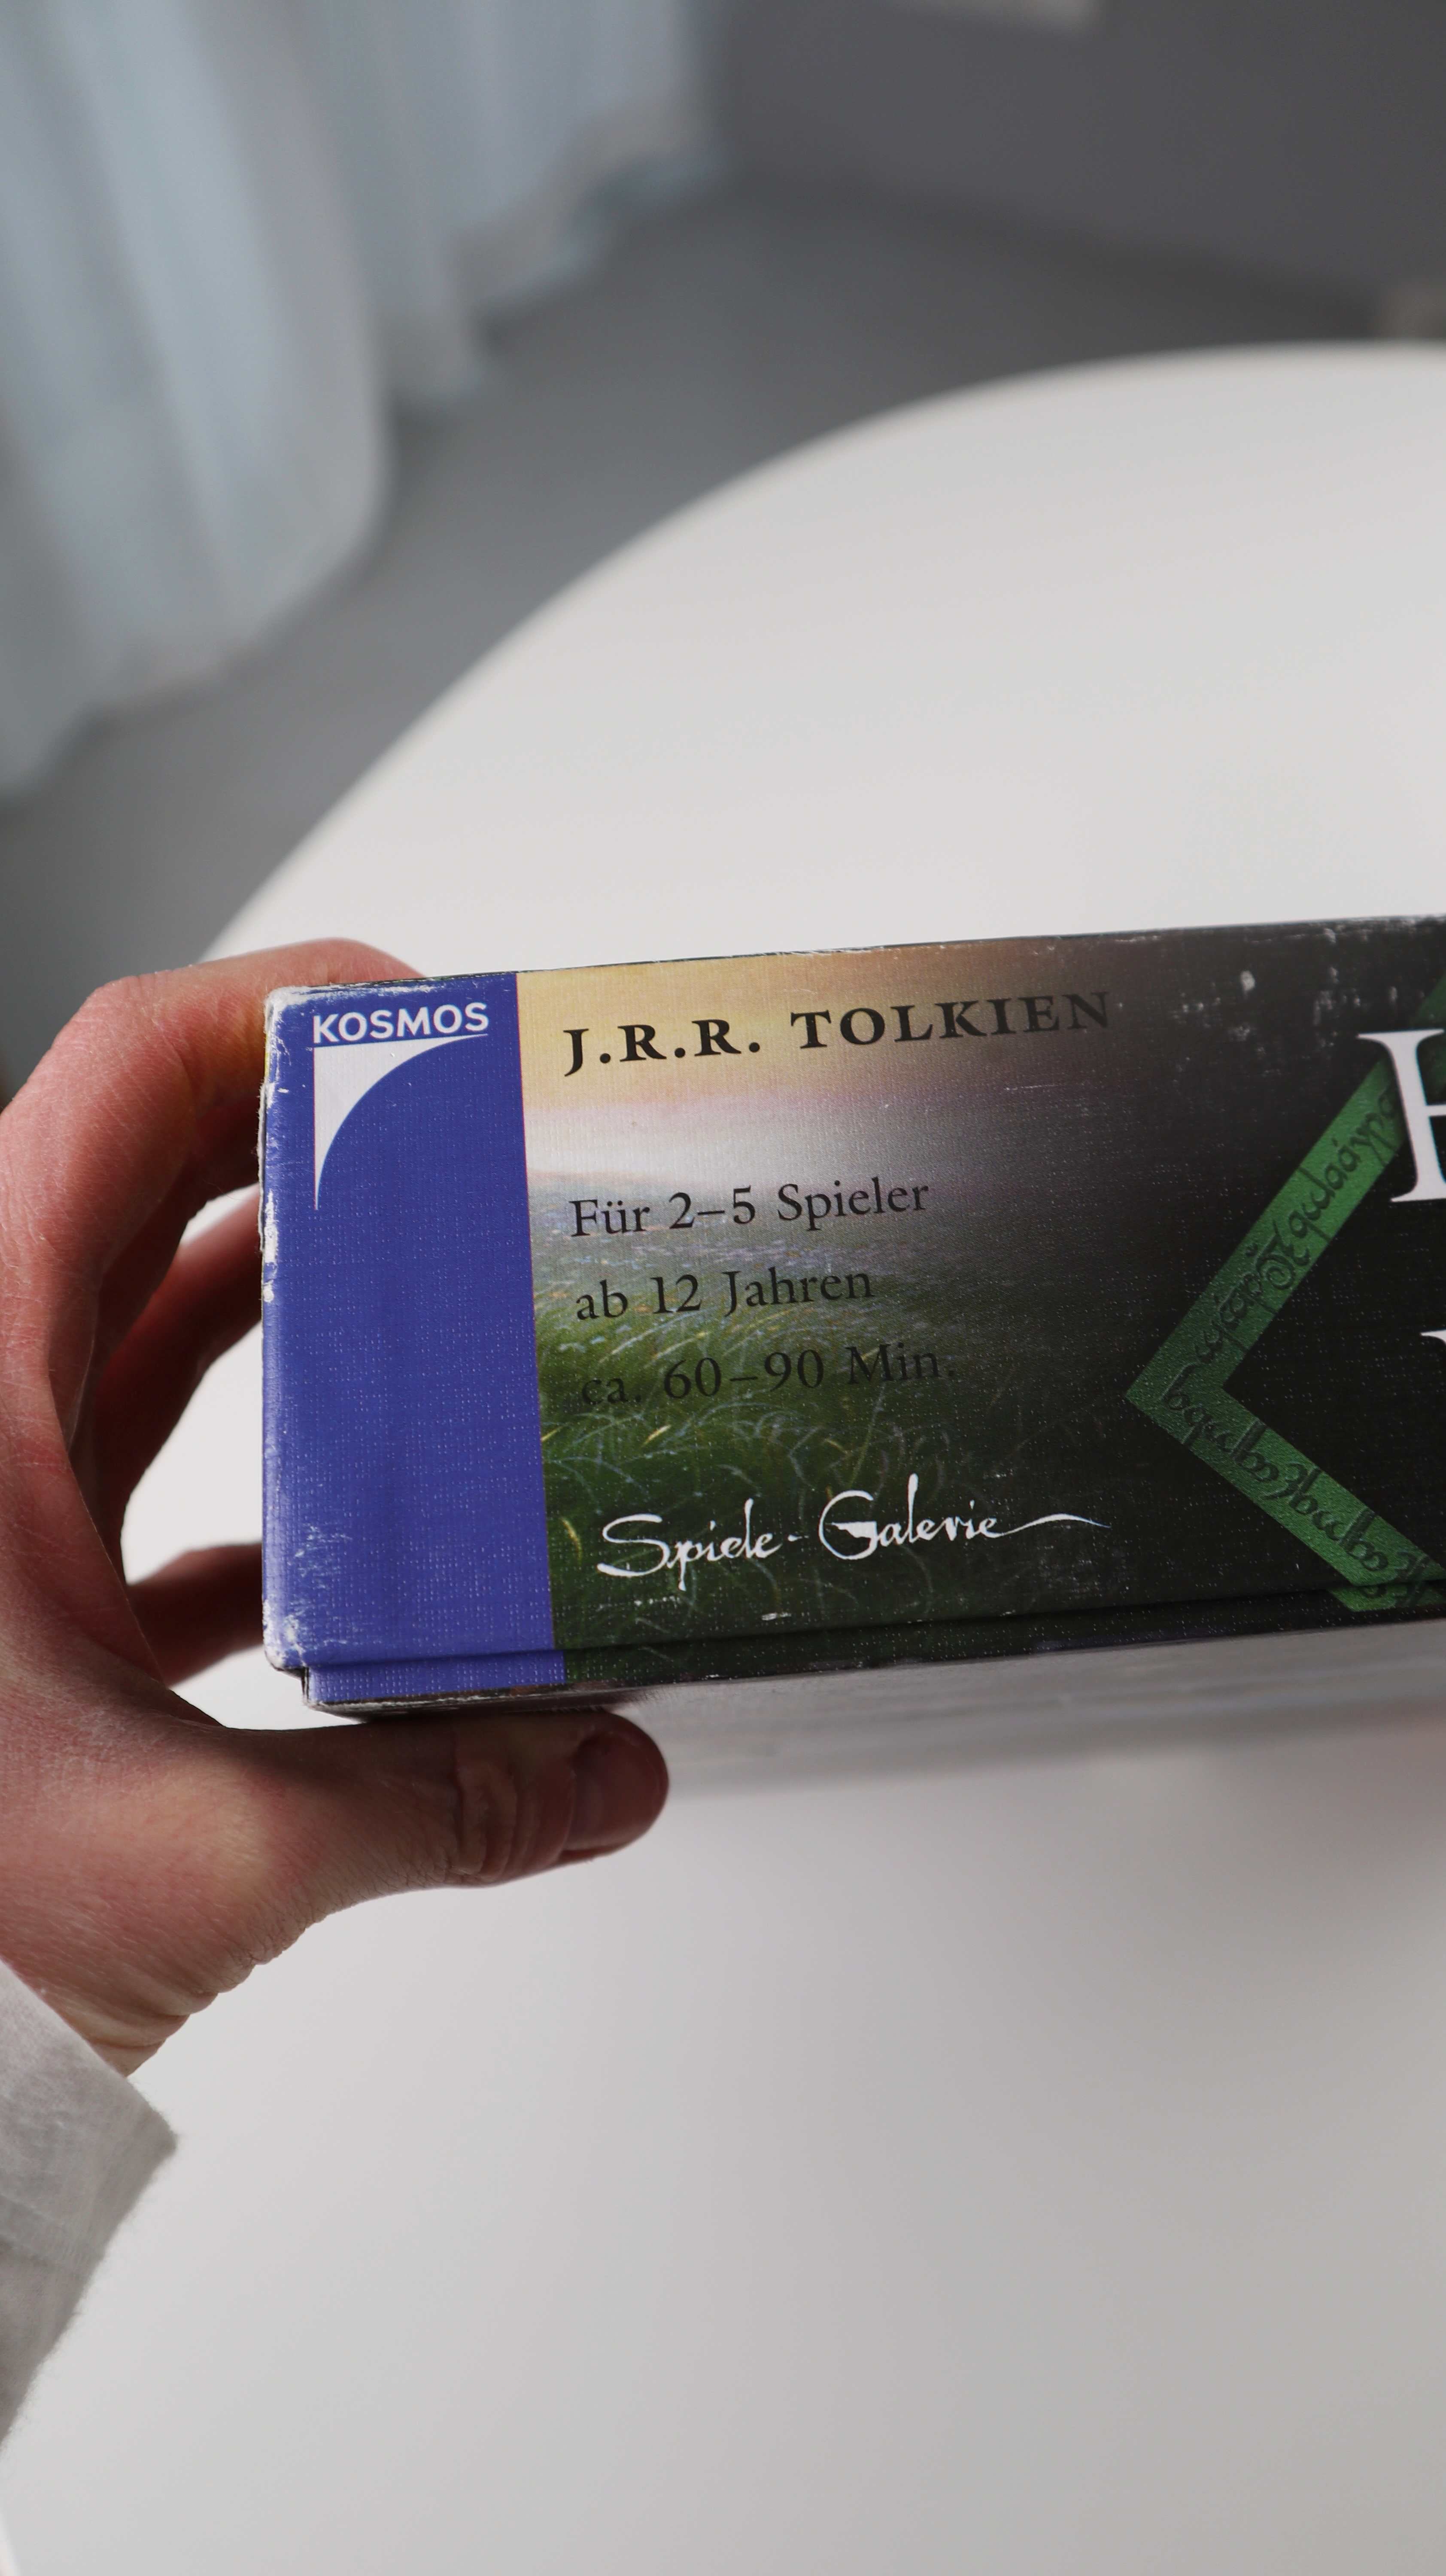 KOSMOS
J.R.R. TOLKIEN
Für 2–5 Spieler
ab 12 Jahren
ca. 60–90 Min.
Spiele-Galerie